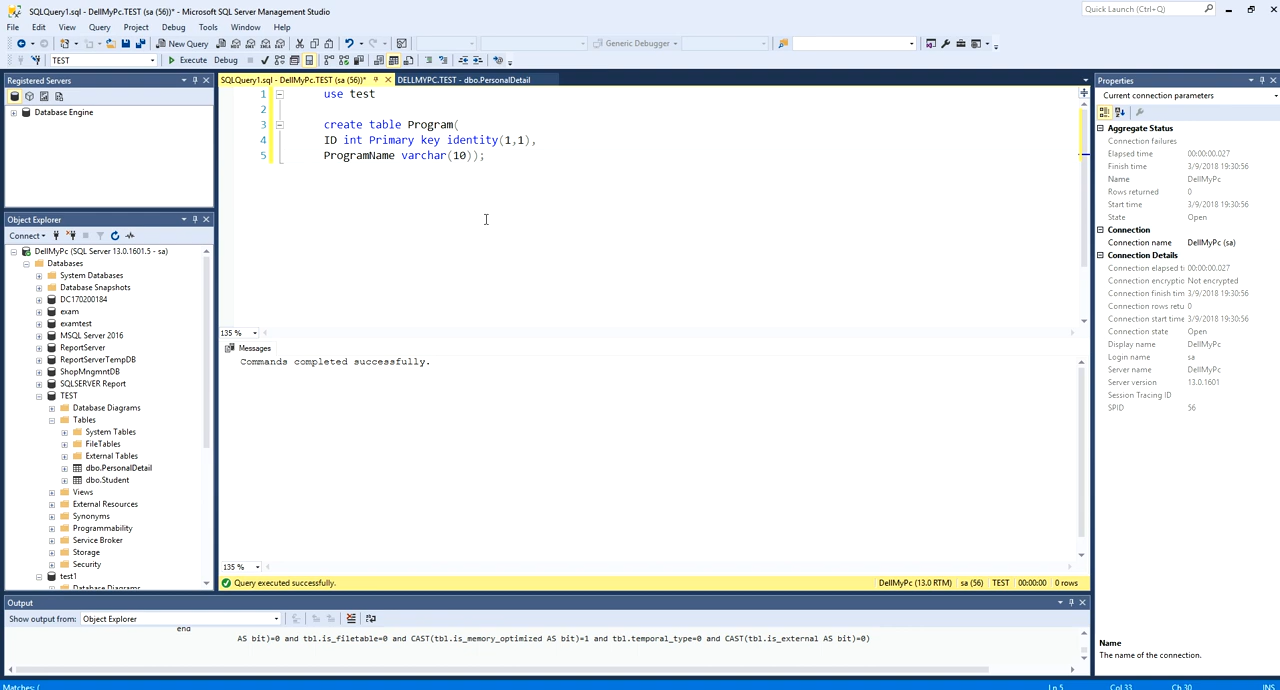 SQLQuery1.sql - DellMyPc.TEST (sa (56))* - Microsoft SQL Server Management Studio
Quick Launch (Ctrl+Q)
File Edit View Query Project Debug Tools Window Help
New Query Generic Debugger
TEST Execute Debug
Registered Servers
Database Engine
Object Explorer
Connect
DellMyPc (SQL Server 13.0.1601.5 - sa)
Databases
System Databases
Database Snapshots
DC170200184
exam
examtest
MSQL Server 2016
ReportServer
ReportServerTempDB
ShopMngmntDB
SQLSERVER Report
TEST
Database Diagrams
Tables
System Tables
FileTables
External Tables
dbo.PersonalDetail
dbo.Student
Views
External Resources
Synonyms
Programmability
Service Broker
Storage
Security
test1
Database Diagrams
SQLQuery1.sql - DellMyPc.TEST (sa (56))* DELLMYPC.TEST - dbo.PersonalDetail
1 use test
2
3 create table Program(
4 ID int Primary key identity(1,1),
5 ProgramName varchar(10));
135 %
Messages
Commands completed successfully.
135 %
Query executed successfully. DellMyPc (13.0 RTM) sa (56) TEST 00:00:00 0 rows
Properties
Current connection parameters
Aggregate Status
Connection failures
Elapsed time 00:00:00.027
Finish time 3/9/2018 19:30:56
Name DellMyPc
Rows returned 0
Start time 3/9/2018 19:30:56
State Open
Connection
Connection name DellMyPc (sa)
Connection Details
Connection elapsed ti 00:00:00.027
Connection encryptic Not encrypted
Connection finish tim 3/9/2018 19:30:56
Connection rows retu 0
Connection start time 3/9/2018 19:30:56
Connection state Open
Display name DellMyPc
Login name sa
Server name DellMyPc
Server version 13.0.1601
Session Tracing ID
SPID 56
Name
The name of the connection.
Output
Show output from: Object Explorer
end
AS bit)=0 and tbl.is_filetable=0 and CAST(tbl.is_memory_optimized AS bit)=1 and tbl.temporal_type=0 and CAST(tbl.is_external AS bit)=0)
Matches: ( Ln 5 Col 33 Ch 30 INS